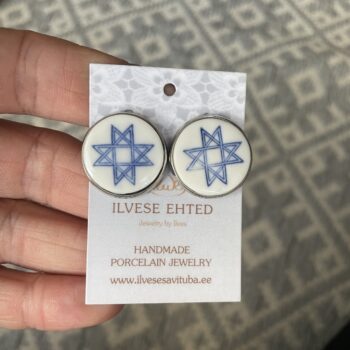 ILVESE EHTED
Jewelry by Ilves
HANDMADE
PORCELAIN JEWELRY
www.ilvesesavituba.ee